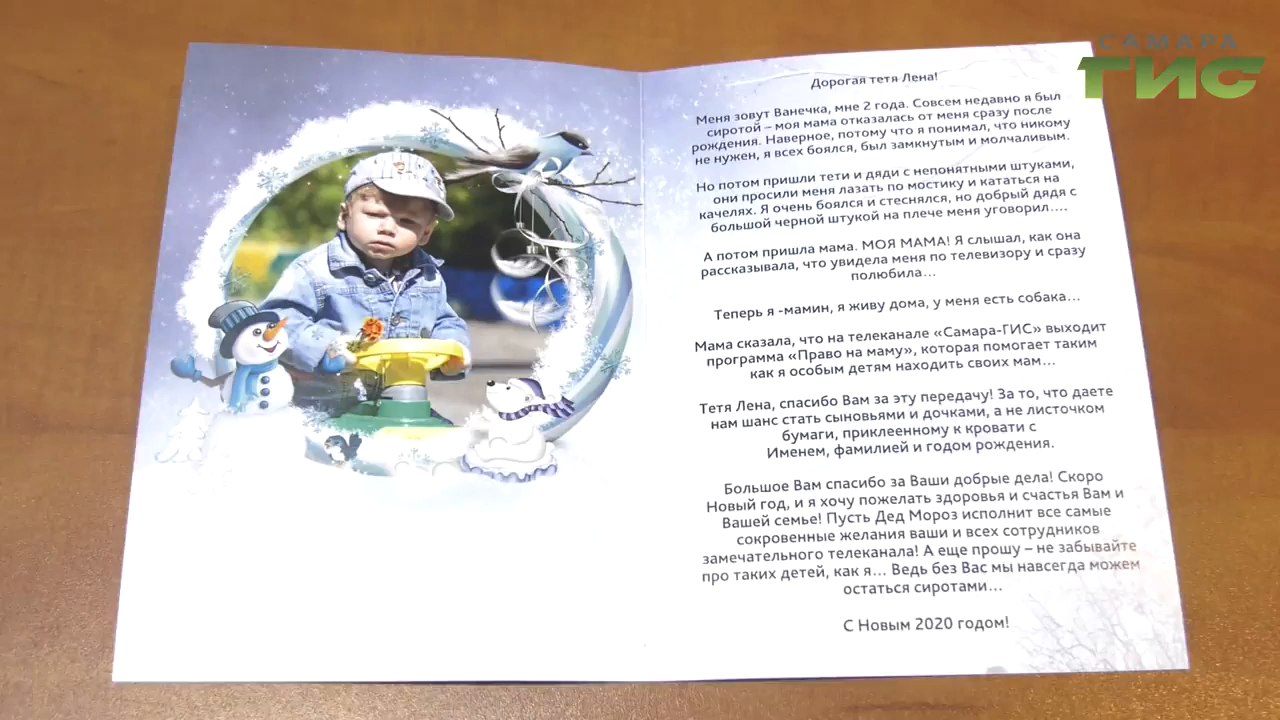 САМАРА
ГИС
Дорогая тетя Лена!
Меня зовут Ванечка, мне 2 года. Совсем недавно я был
сиротой – моя мама отказалась от меня сразу после
рождения. Наверное, потому что я понимал, что никому
не нужен, я всех боялся, был замкнутым и молчаливым.
Но потом пришли тети и дяди с непонятными штуками,
они просили меня лазать по мостику и кататься на
качелях. Я очень боялся и стеснялся, но добрый дядя с
большой черной штукой на плече меня уговорил....
А потом пришла мама. МОЯ МАМА! Я слышал, как она
рассказывала, что увидела меня по телевизору и сразу
полюбила...
Теперь я -мамин, я живу дома, у меня есть собака...
Мама сказала, что на телеканале «Самара-ГИС» выходит
программа «Право на маму», которая помогает таким
как я особым детям находить своих мам...
Тетя Лена, спасибо Вам за эту передачу! За то, что даете
нам шанс стать сыновьями и дочками, а не листочком
бумаги, приклеенному к кровати с
Именем, фамилией и годом рождения.
Большое Вам спасибо за Ваши добрые дела! Скоро
Новый год, и я хочу пожелать здоровья и счастья Вам и
Вашей семье! Пусть Дед Мороз исполнит все самые
сокровенные желания ваши и всех сотрудников
замечательного телеканала! А еще прошу – не забывайте
про таких детей, как я... Ведь без Вас мы навсегда можем
остаться сиротами...
С Новым 2020 годом!